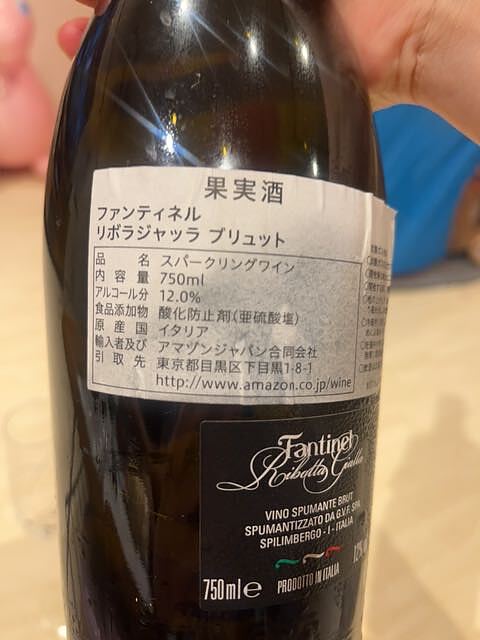 果実酒
ファンティネル
リボラジャッラ ブリュット
品 名 スパークリングワイン
内 容 量 750ml
アルコール分 12.0%
食品添加物 酸化防止剤(亜硫酸塩)
原 産 国 イタリア
輸入者及び アマゾンジャパン合同会社
引 取 先 東京都目黒区下目黒1-8-1
http://www.amazon.co.jp/wine
Fantinel
Ribolla Gialla
VINO SPUMANTE BRUT
SPUMANTIZZATO DA G.V.F. SPA
SPILIMBERGO - I - ITALIA
750ml e PRODOTTO IN ITALIA